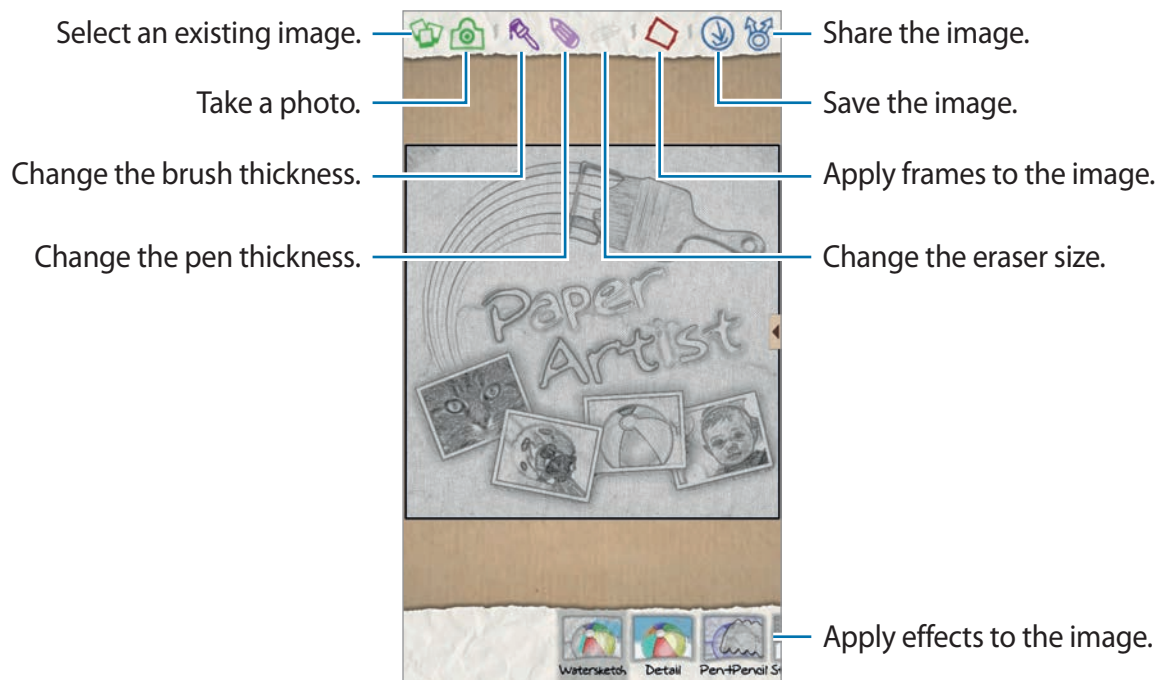 Select an existing image.
Share the image.
Take a photo.
Save the image.
Change the brush thickness.
Apply frames to the image.
Change the pen thickness.
Change the eraser size.
Paper
Artist
Apply effects to the image.
Watersketch Detail Pen+Pencil S